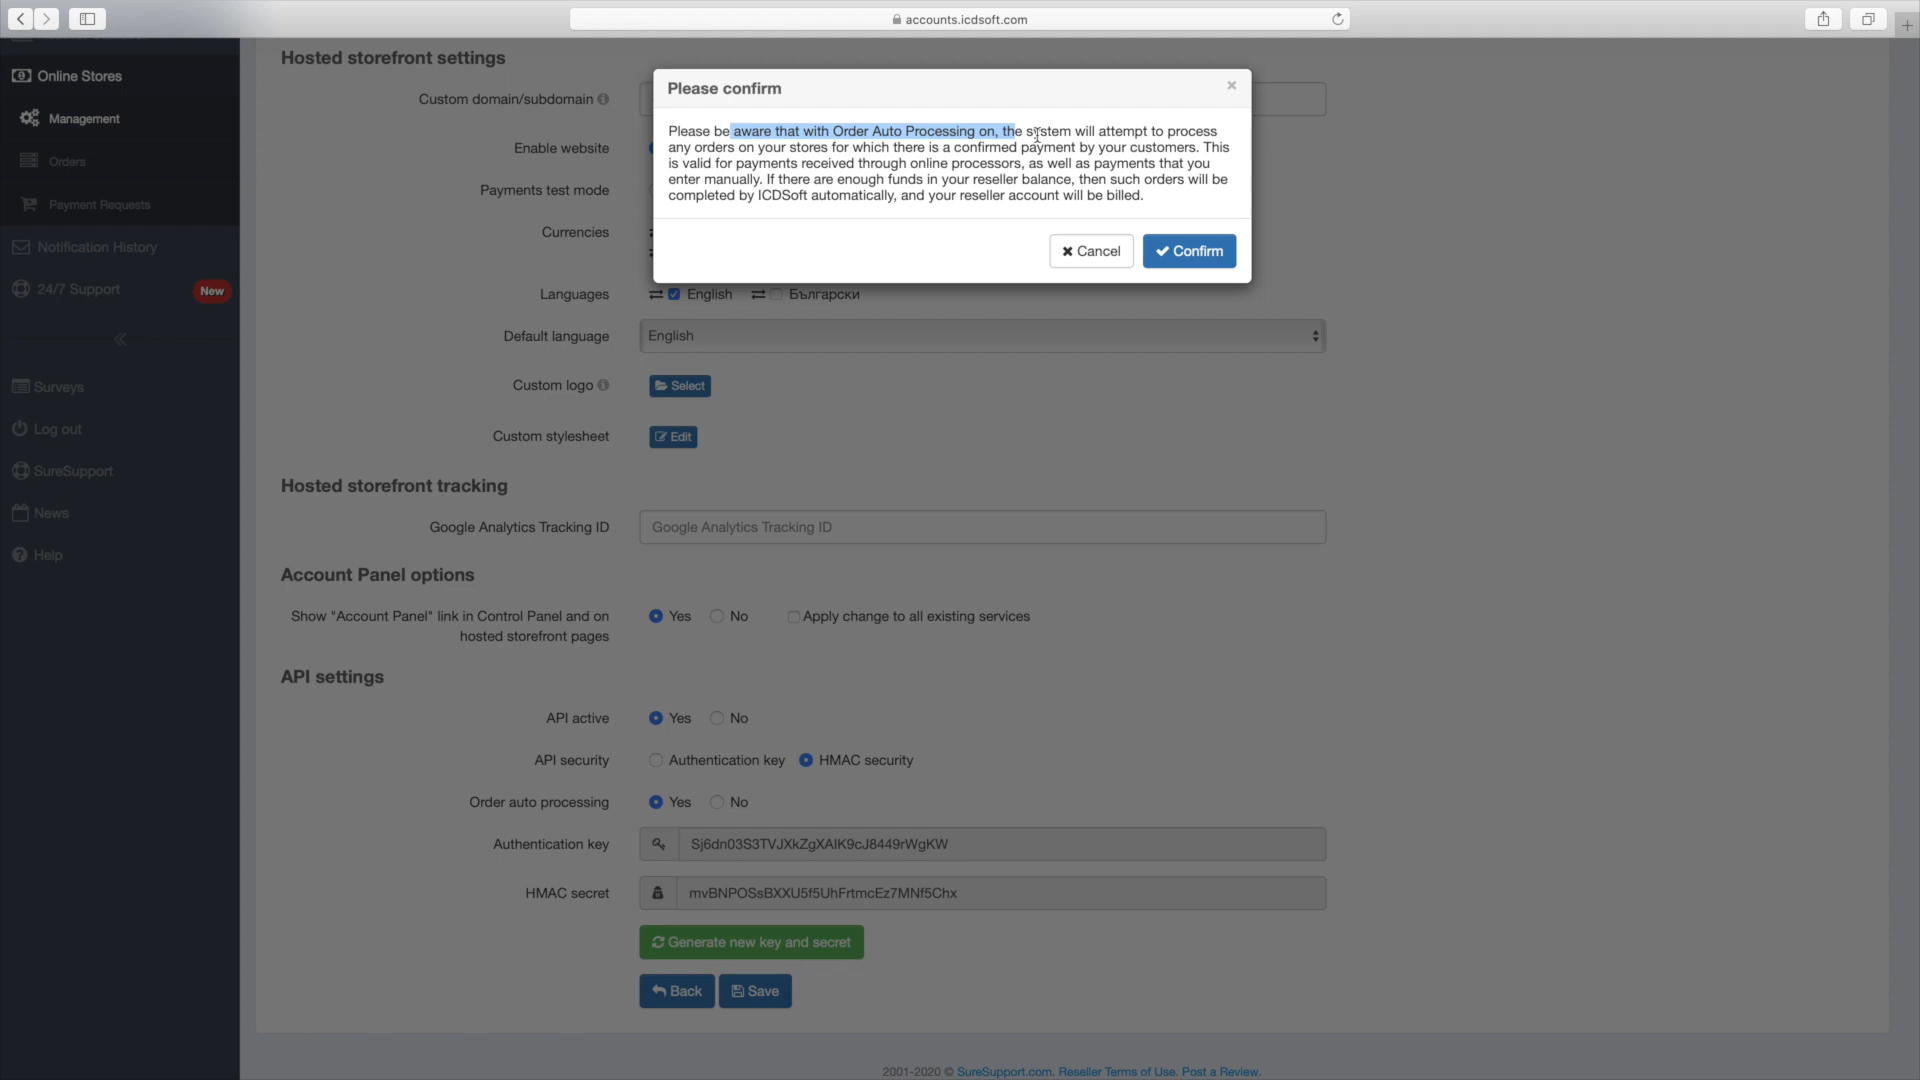 accounts.icdsoft.com
Online Stores
Management
Orders
Payment Requests
Notification History
24/7 Support
New
Surveys
Log out
SureSupport
News
Help
Hosted storefront settings
Custom domain/subdomain
Enable website
Payments test mode
Currencies
Please confirm
×
Please be aware that with Order Auto Processing on, the system will attempt to process
any orders on your stores for which there is a confirmed payment by your customers. This
is valid for payments received through online processors, as well as payments that you
enter manually. If there are enough funds in your reseller balance, then such orders will be
completed by ICDSoft automatically, and your reseller account will be billed.
Cancel Confirm
Languages English Български
Default language English
Custom logo Select
Custom stylesheet Edit
Hosted storefront tracking
Google Analytics Tracking ID Google Analytics Tracking ID
Account Panel options
Show "Account Panel" link in Control Panel and on
hosted storefront pages
Yes No Apply change to all existing services
API settings
API active Yes No
API security Authentication key HMAC security
Order auto processing Yes No
Authentication key Sj6dn03S3TVJXkZgXAIK9cJ8449rWgKW
HMAC secret mvBNPOSsBXXU5f5UhFrtmcEz7MNf5Chx
Generate new key and secret
Back Save
2001-2020 © SureSupport.com. Reseller Terms of Use. Post a Review.